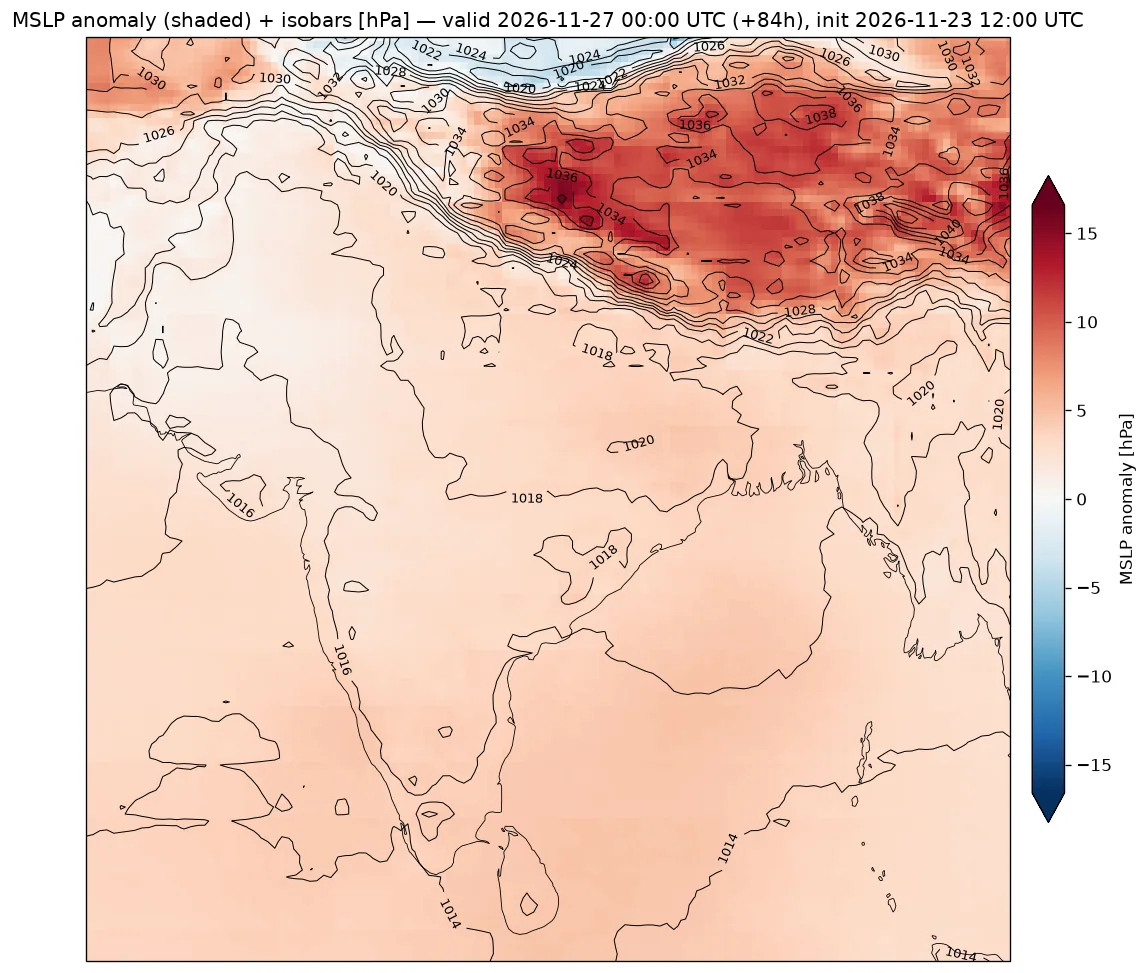 MSLP anomaly (shaded) + isobars [hPa] — valid 2026-11-27 00:00 UTC (+84h), init 2026-11-23 12:00 UTC
1022 1024 1024 1026 1026 1030 1030 1032
1030 1030 1032 1028 1020 1022 1020 1024 1032 1036
1030 1026 1034 1034 1036 1038 1034
1034 1036 1036
1020 1034 1038 1040
1024 1034 1034
1028 1022
1018
1020 1020
1020
1018
1016
1018
1016
1014
1014
1014
15
10
5
0
−5
−10
−15
MSLP anomaly [hPa]